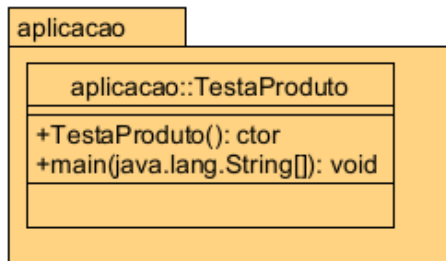 aplicacao
aplicacao::TestaProduto
+TestaProduto(): ctor
+main(java.lang.String[]): void